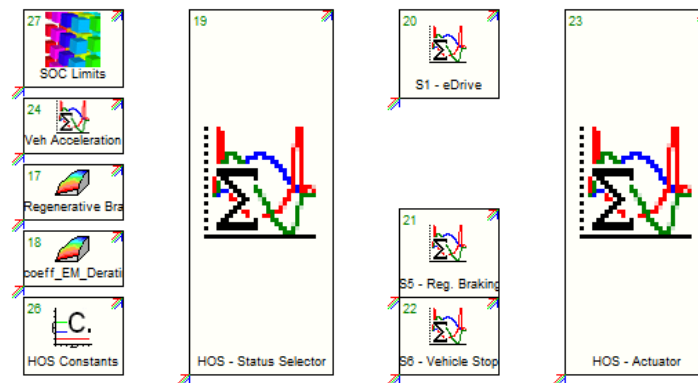 27
SOC Limits
24
Veh Acceleration
17
Regenerative Bra
18
coeff_EM_Derati
26
C.
HOS Constants
19
HOS - Status Selector
20
S1 - eDrive
21
S5 - Reg. Braking
22
S6 - Vehicle Stop
23
HOS - Actuator